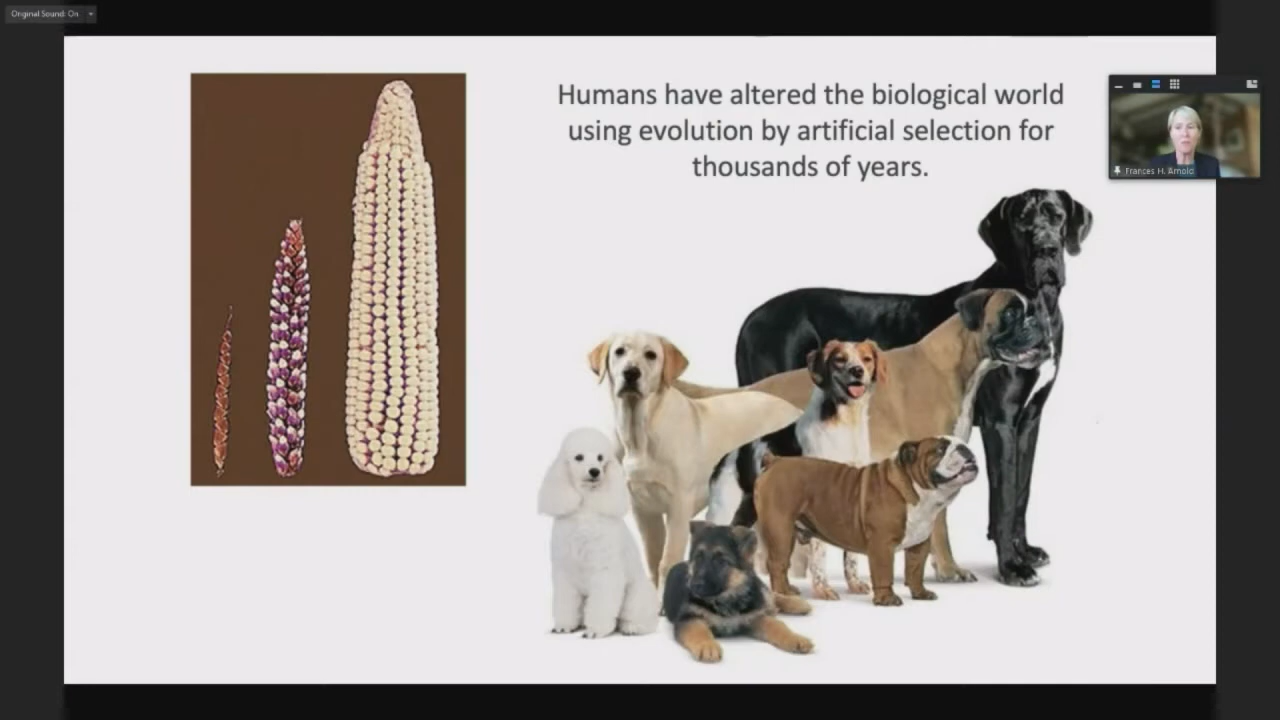 Original Sound: On
Humans have altered the biological world
using evolution by artificial selection for
thousands of years.
Frances H. Arnold